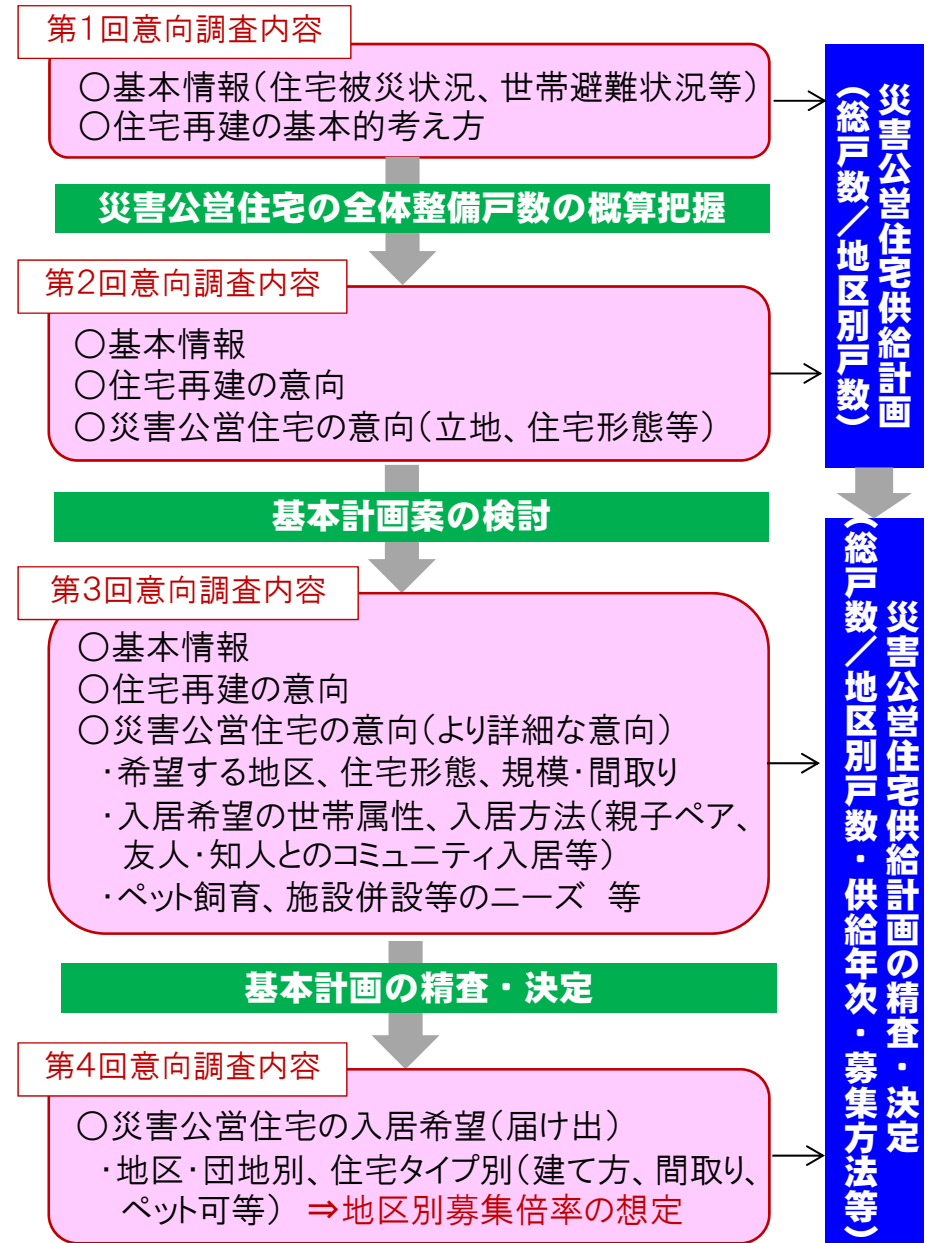 第1回意向調査内容
○基本情報(住宅被災状況、世帯避難状況等)
○住宅再建の基本的考え方
災害公営住宅の全体整備戸数の概算把握
第2回意向調査内容
○基本情報
○住宅再建の意向
○災害公営住宅の意向(立地、住宅形態等)
基本計画案の検討
第3回意向調査内容
○基本情報
○住宅再建の意向
○災害公営住宅の意向(より詳細な意向)
・希望する地区、住宅形態、規模・間取り
・入居希望の世帯属性、入居方法(親子ペア、
友人・知人とのコミュニティ入居等)
・ペット飼育、施設併設等のニーズ 等
基本計画の精査・決定
第4回意向調査内容
○災害公営住宅の入居希望(届け出)
・地区・団地別、住宅タイプ別(建て方、間取り、
ペット可等) ⇒地区別募集倍率の想定
災害公営住宅供給計画
(総戸数/地区別戸数)
災害公営住宅供給計画の精査・決定
(総戸数/地区別戸数・供給年次・募集方法等)